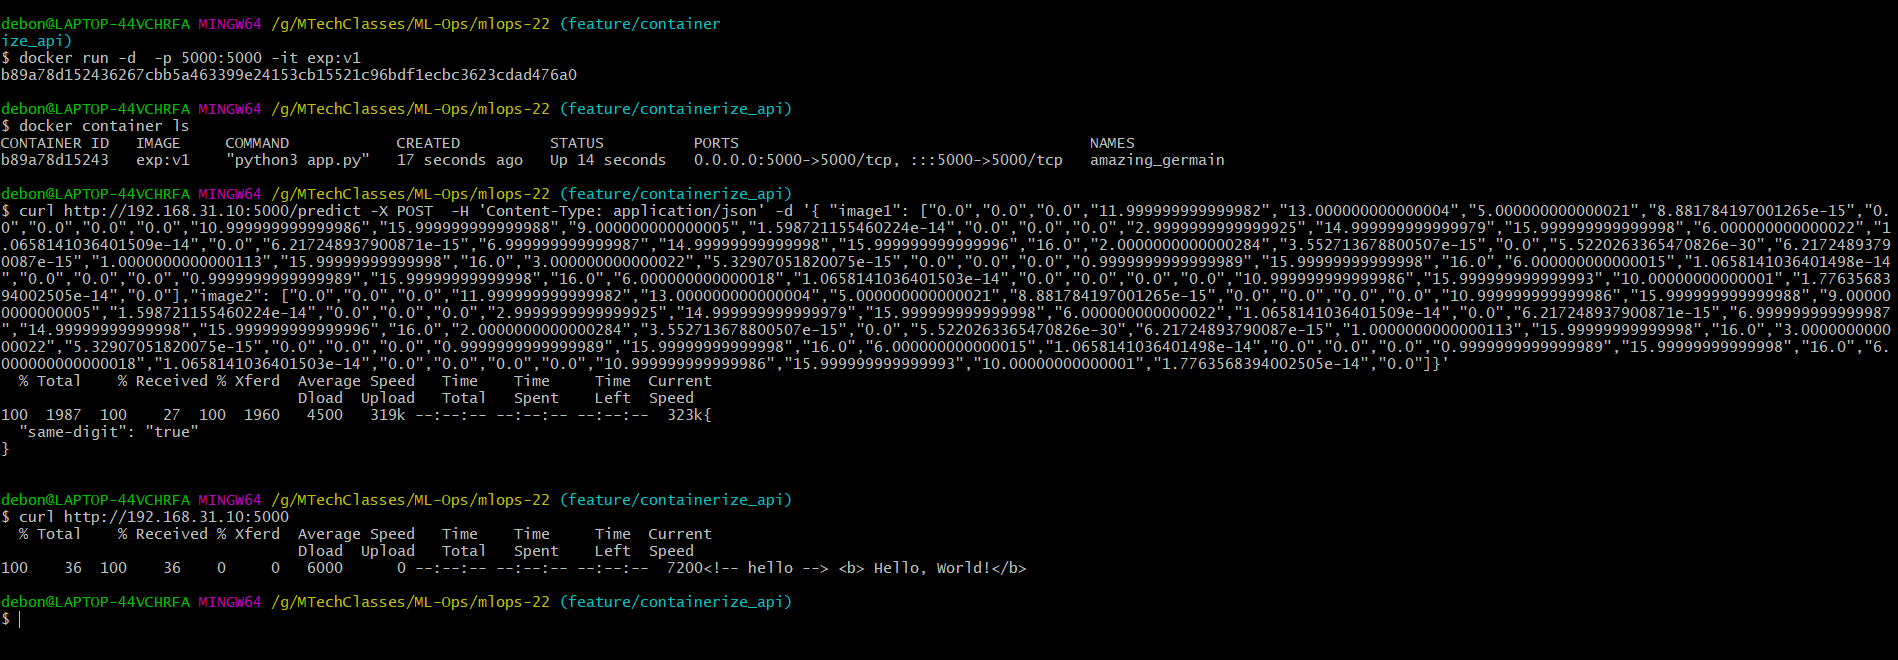 debon@LAPTOP-44VCHRFA MINGW64 /g/MTechClasses/ML-Ops/mlops-22 (feature/container
ize_api)
$ docker run -d  -p 5000:5000 -it exp:v1
b89a78d152436267cbb5a463399e24153cb15521c96bdf1ecbc3623cdad476a0
debon@LAPTOP-44VCHRFA MINGW64 /g/MTechClasses/ML-Ops/mlops-22 (feature/containerize_api)
$ docker container ls
CONTAINER ID   IMAGE     COMMAND            CREATED          STATUS          PORTS                                       NAMES
b89a78d15243   exp:v1    "python3 app.py"   17 seconds ago   Up 14 seconds   0.0.0.0:5000->5000/tcp, :::5000->5000/tcp   amazing_germain
debon@LAPTOP-44VCHRFA MINGW64 /g/MTechClasses/ML-Ops/mlops-22 (feature/containerize_api)
$ curl http://192.168.31.10:5000/predict -X POST  -H 'Content-Type: application/json' -d '{ "image1": ["0.0","0.0","0.0","11.999999999999982","13.000000000000004","5.000000000000021","8.881784197001265e-15","0.
0","0.0","0.0","0.0","10.999999999999986","15.999999999999988","9.000000000000005","1.598721155460224e-14","0.0","0.0","0.0","2.9999999999999925","14.999999999999979","15.999999999999998","6.000000000000022","1
.0658141036401509e-14","0.0","6.217248937900871e-15","6.999999999999987","14.99999999999998","15.999999999999996","16.0","2.0000000000000284","3.552713678800507e-15","0.0","5.5220263365470826e-30","6.2172489379
0087e-15","1.0000000000000113","15.99999999999998","16.0","3.000000000000022","5.32907051820075e-15","0.0","0.0","0.0","0.9999999999999989","15.99999999999998","16.0","6.000000000000015","1.0658141036401498e-14
","0.0","0.0","0.0","0.9999999999999989","15.99999999999998","16.0","6.000000000000018","1.0658141036401503e-14","0.0","0.0","0.0","0.0","10.999999999999986","15.999999999999993","10.00000000000001","1.77635683
94002505e-14","0.0"],"image2": ["0.0","0.0","0.0","11.999999999999982","13.000000000000004","5.000000000000021","8.881784197001265e-15","0.0","0.0","0.0","0.0","10.999999999999986","15.999999999999988","9.00000
0000000005","1.598721155460224e-14","0.0","0.0","0.0","2.9999999999999925","14.999999999999979","15.999999999999998","6.000000000000022","1.0658141036401509e-14","0.0","6.217248937900871e-15","6.999999999999987
","14.99999999999998","15.999999999999996","16.0","2.0000000000000284","3.552713678800507e-15","0.0","5.5220263365470826e-30","6.21724893790087e-15","1.0000000000000113","15.99999999999998","16.0","3.0000000000
00022","5.32907051820075e-15","0.0","0.0","0.0","0.9999999999999989","15.99999999999998","16.0","6.000000000000015","1.0658141036401498e-14","0.0","0.0","0.0","0.9999999999999989","15.99999999999998","16.0","6.
000000000000018","1.0658141036401503e-14","0.0","0.0","0.0","0.0","10.999999999999986","15.999999999999993","10.00000000000001","1.7763568394002505e-14","0.0"]}'
  % Total    % Received % Xferd  Average Speed   Time    Time     Time  Current
                                 Dload  Upload   Total   Spent    Left  Speed
100  1987  100    27  100  1960   4500   319k --:--:-- --:--:-- --:--:--  323k{
  "same-digit": "true"
}
debon@LAPTOP-44VCHRFA MINGW64 /g/MTechClasses/ML-Ops/mlops-22 (feature/containerize_api)
$ curl http://192.168.31.10:5000
  % Total    % Received % Xferd  Average Speed   Time    Time     Time  Current
                                 Dload  Upload   Total   Spent    Left  Speed
100    36  100    36    0     0   6000      0 --:--:-- --:--:-- --:--:--  7200<!-- hello --> <b> Hello, World!</b>
debon@LAPTOP-44VCHRFA MINGW64 /g/MTechClasses/ML-Ops/mlops-22 (feature/containerize_api)
$